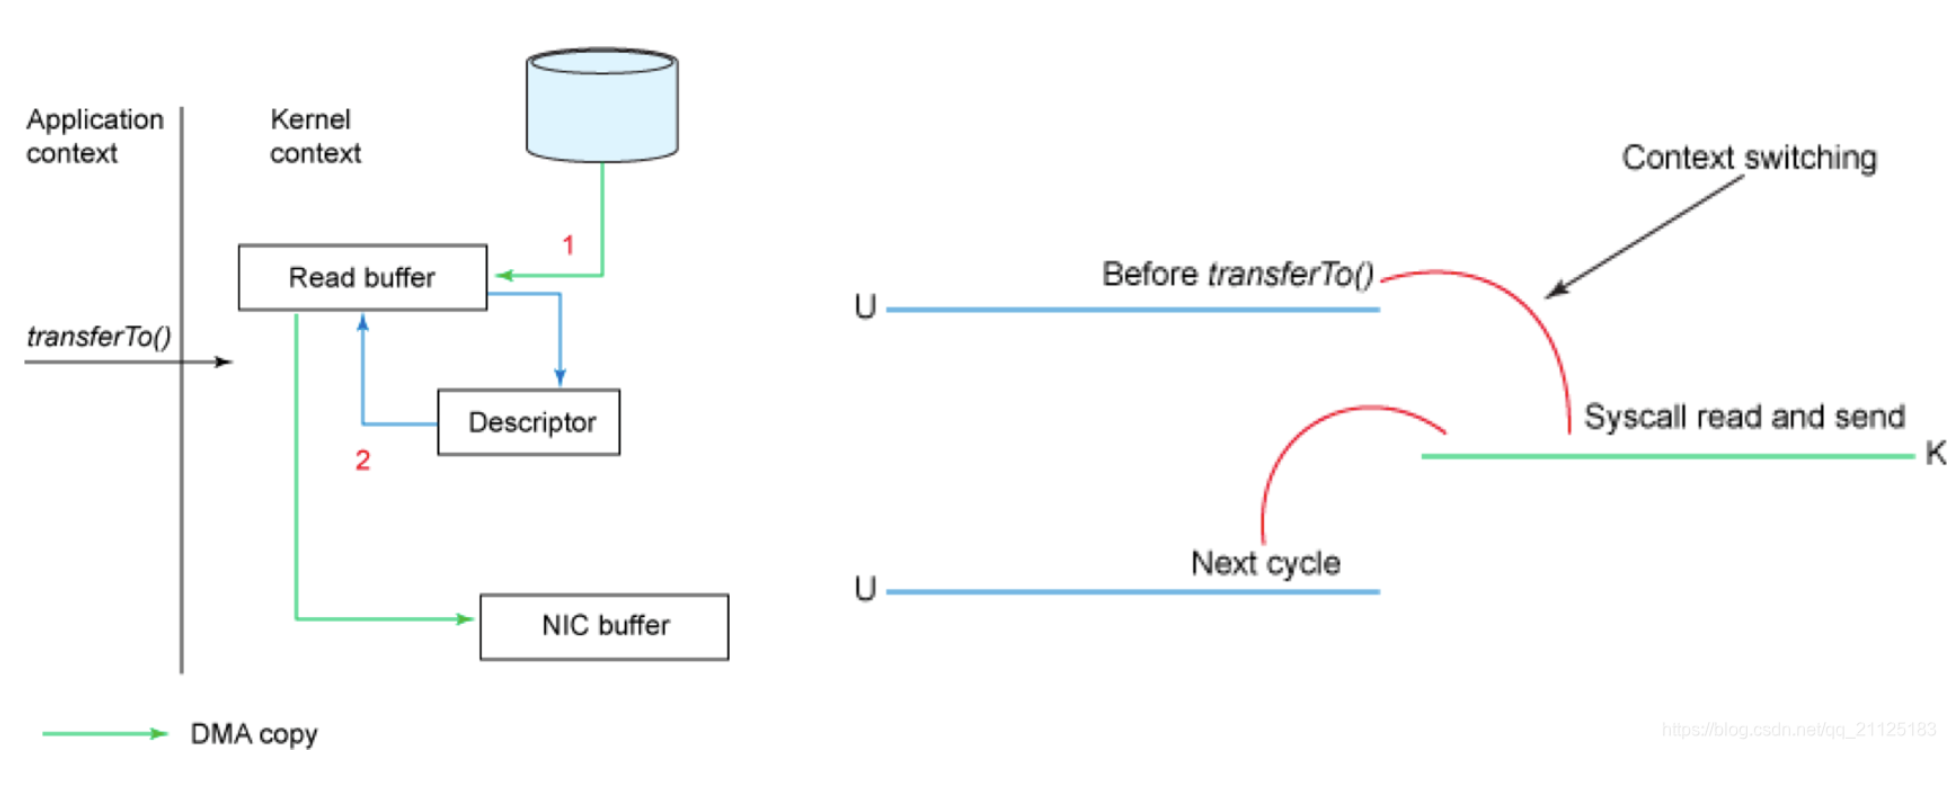 Application
context
Kernel
context
1
Read buffer
transferTo()
Descriptor
2
NIC buffer
DMA copy
Context switching
Before transferTo()
U
Syscall read and send
K
Next cycle
U
https://blog.csdn.net/qq_21125183